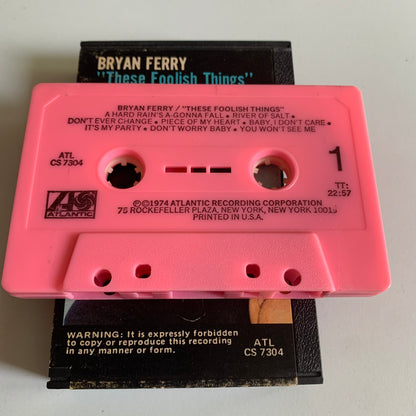 BRYAN FERRY
"These Foolish Things"
BRYAN FERRY / "THESE FOOLISH THINGS"
A HARD RAIN'S A-GONNA FALL • RIVER OF SALT •
DON'T EVER CHANGE • PIECE OF MY HEART • BABY, I DON'T CARE •
IT'S MY PARTY • DON'T WORRY BABY • YOU WON'T SEE ME
ATL
CS 7304
1
TT:
22:57
ATLANTIC
℗©1974 ATLANTIC RECORDING CORPORATION
75 ROCKEFELLER PLAZA, NEW YORK, NEW YORK 10019
PRINTED IN U.S.A.
WARNING: It is expressly forbidden
to copy or reproduce this recording
in any manner or form.
ATL
CS 7304